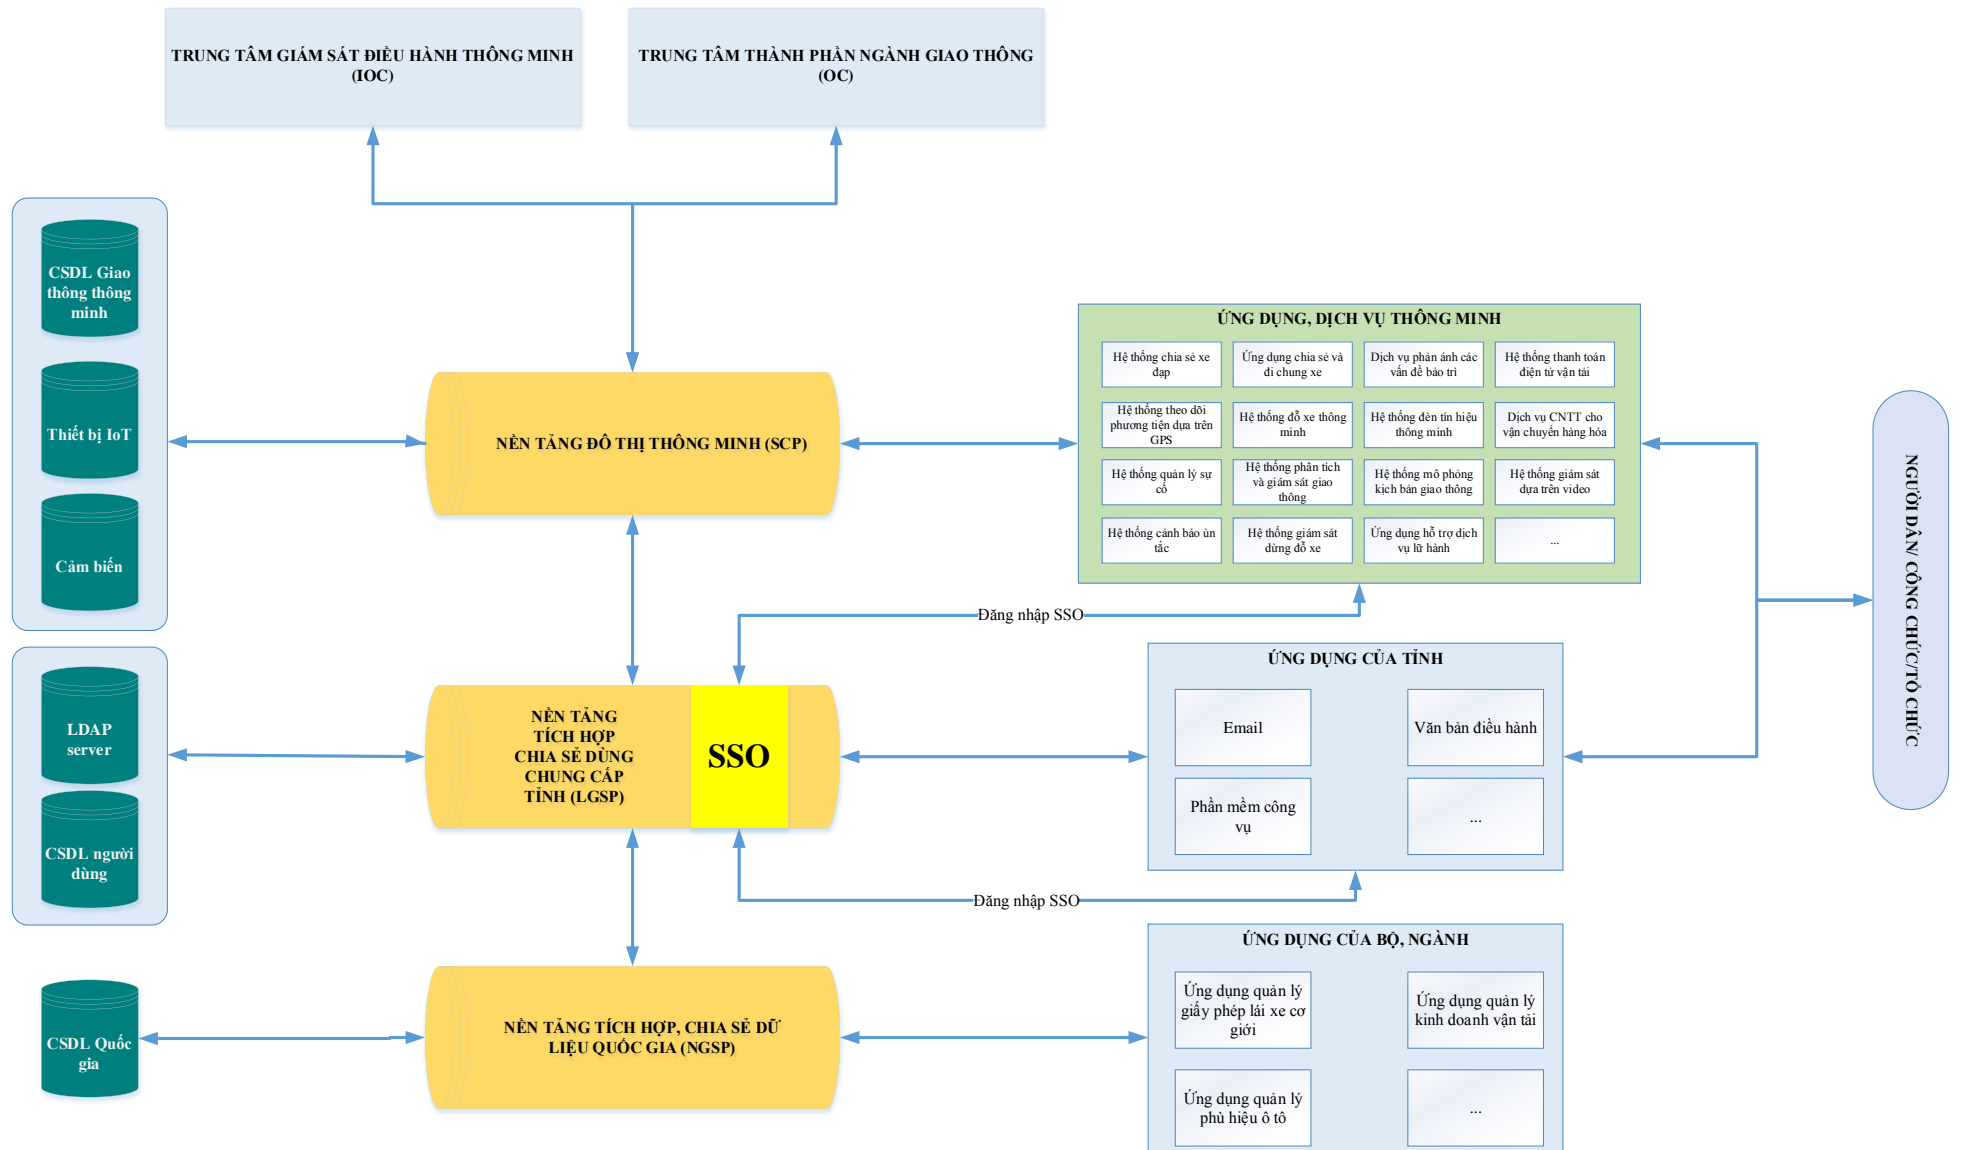 TRUNG TÂM GIÁM SÁT ĐIỀU HÀNH THÔNG MINH
(IOC)
TRUNG TÂM THÀNH PHẦN NGÀNH GIAO THÔNG
(OC)
CSDL Giao
thông thông
minh
Thiết bị IoT
Cảm biến
NỀN TẢNG ĐÔ THỊ THÔNG MINH (SCP)
ỨNG DỤNG, DỊCH VỤ THÔNG MINH
Hệ thống chia sẻ xe
đạp
Ứng dụng chia sẻ và
đi chung xe
Dịch vụ phản ánh các
vấn đề bảo trì
Hệ thống thanh toán
điện tử vận tải
Hệ thống theo dõi
phương tiện dựa trên
GPS
Hệ thống đỗ xe thông
minh
Hệ thống đèn tín hiệu
thông minh
Dịch vụ CNTT cho
vận chuyển hàng hóa
Hệ thống quản lý sự
cố
Hệ thống phân tích
và giám sát giao
thông
Hệ thống mô phỏng
kịch bản giao thông
Hệ thống giám sát
dựa trên video
Hệ thống cảnh báo ùn
tắc
Hệ thống giám sát
dừng đỗ xe
Ứng dụng hỗ trợ dịch
vụ lữ hành
...
NGƯỜI DÂN/ CÔNG CHỨC/TỔ CHỨC
Đăng nhập SSO
LDAP
server
CSDL người
dùng
NỀN TẢNG
TÍCH HỢP
CHIA SẺ DÙNG
CHUNG CẤP
TỈNH (LGSP)
SSO
ỨNG DỤNG CỦA TỈNH
Email
Văn bản điều hành
Phần mềm công
vụ
...
Đăng nhập SSO
CSDL Quốc
gia
NỀN TẢNG TÍCH HỢP, CHIA SẺ DỮ
LIỆU QUỐC GIA (NGSP)
ỨNG DỤNG CỦA BỘ, NGÀNH
Ứng dụng quản lý
giấy phép lái xe cơ
giới
Ứng dụng quản lý
kinh doanh vận tải
Ứng dụng quản lý
phù hiệu ô tô
...